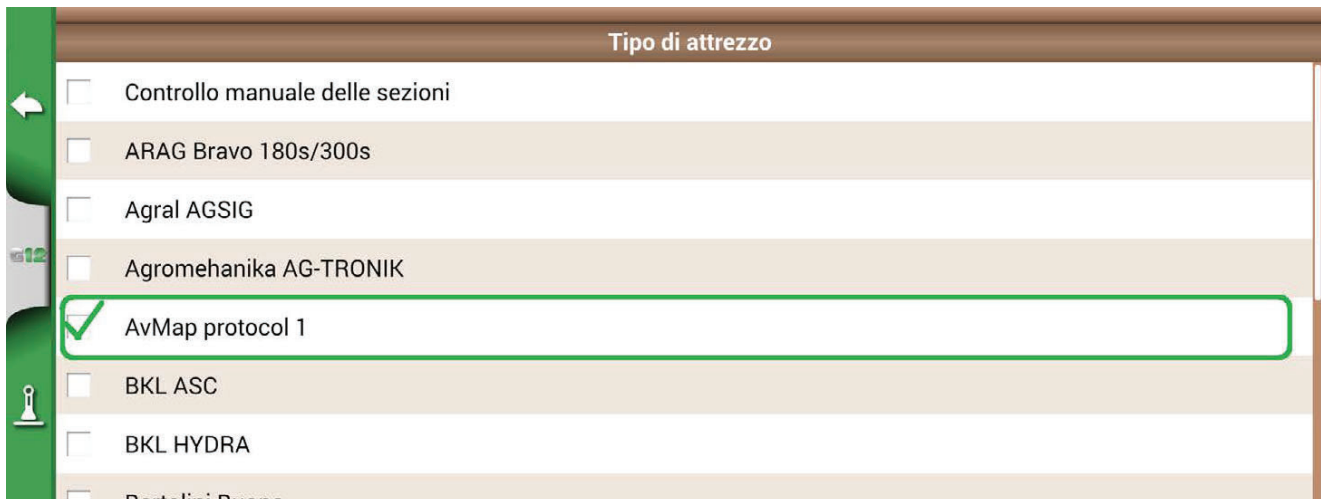 Tipo di attrezzo
Controllo manuale delle sezioni
ARAG Bravo 180s/300s
Agral AGSIG
G12
Agromehanika AG-TRONIK
AvMap protocol 1
BKL ASC
BKL HYDRA